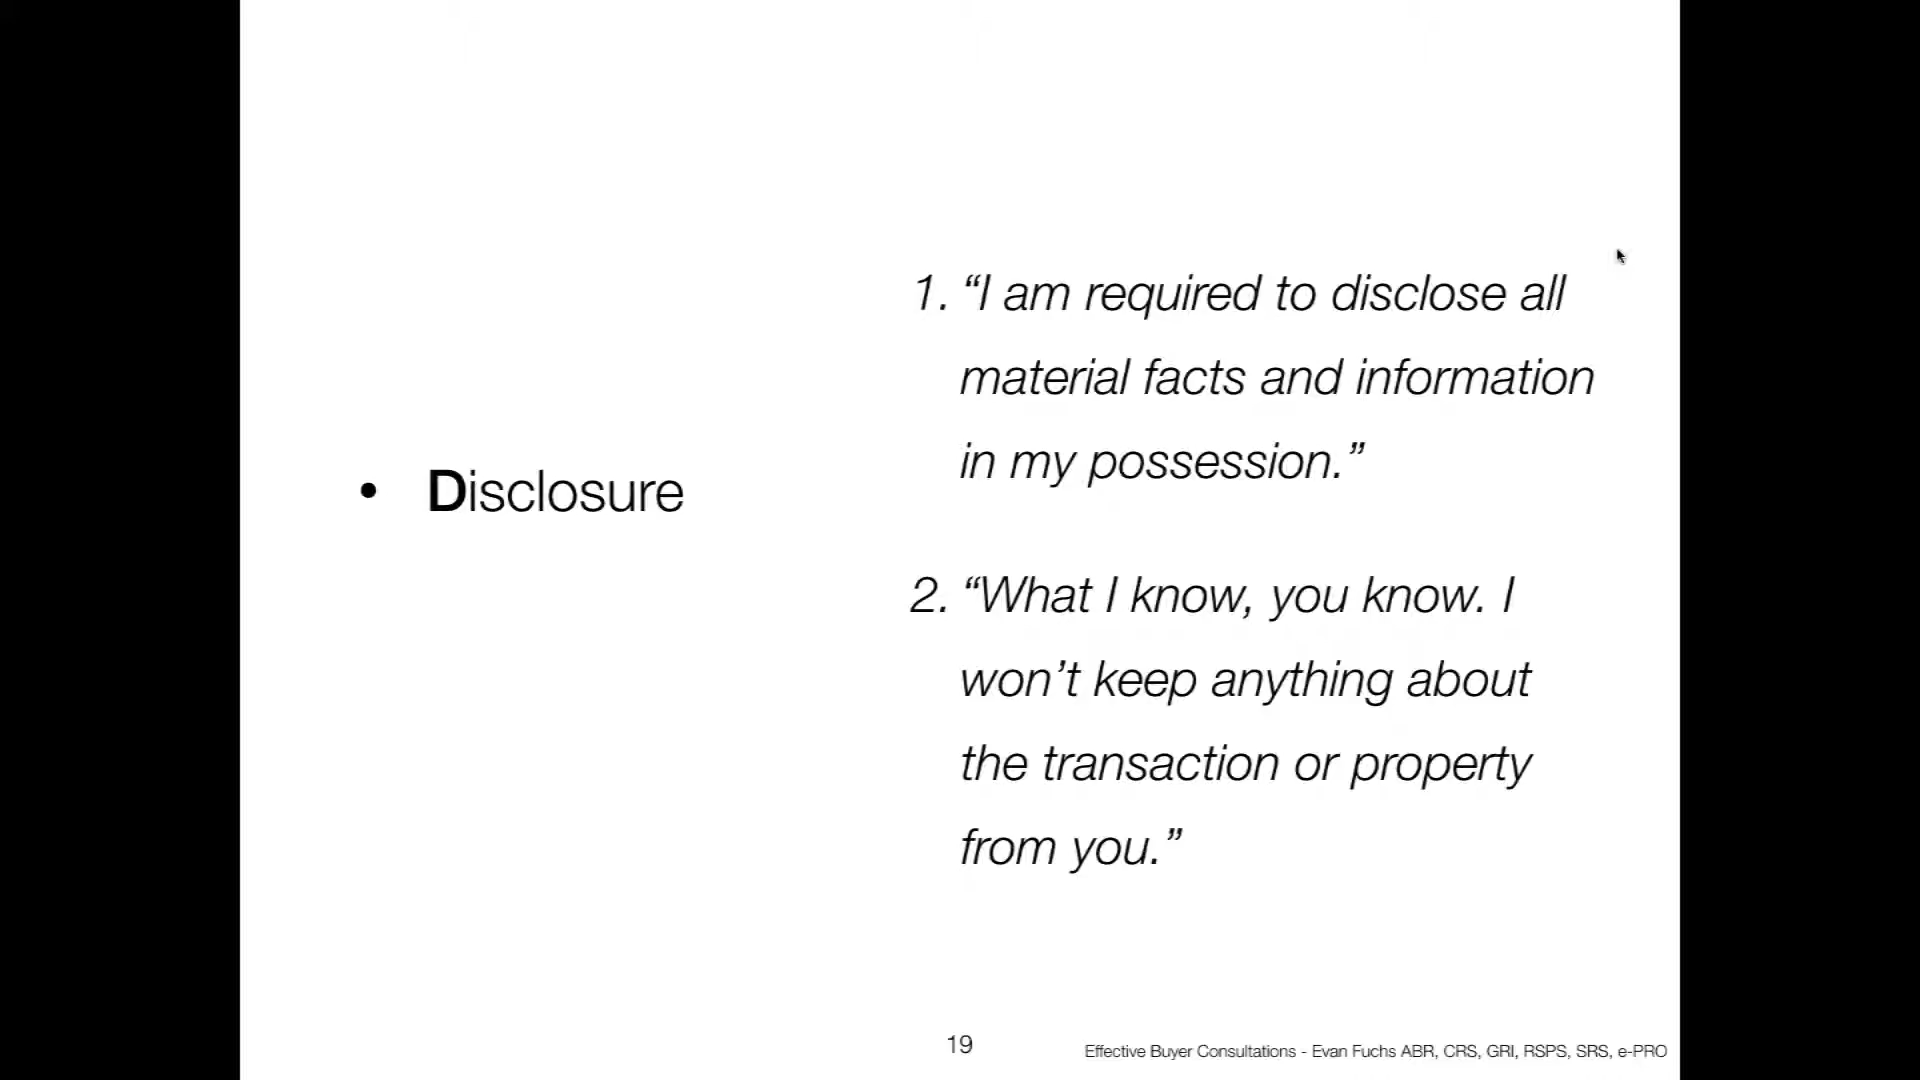 • Disclosure
1. “I am required to disclose all
material facts and information
in my possession.”
2. “What I know, you know. I
won’t keep anything about
the transaction or property
from you.”
19
Effective Buyer Consultations - Evan Fuchs ABR, CRS, GRI, RSPS, SRS, e-PRO